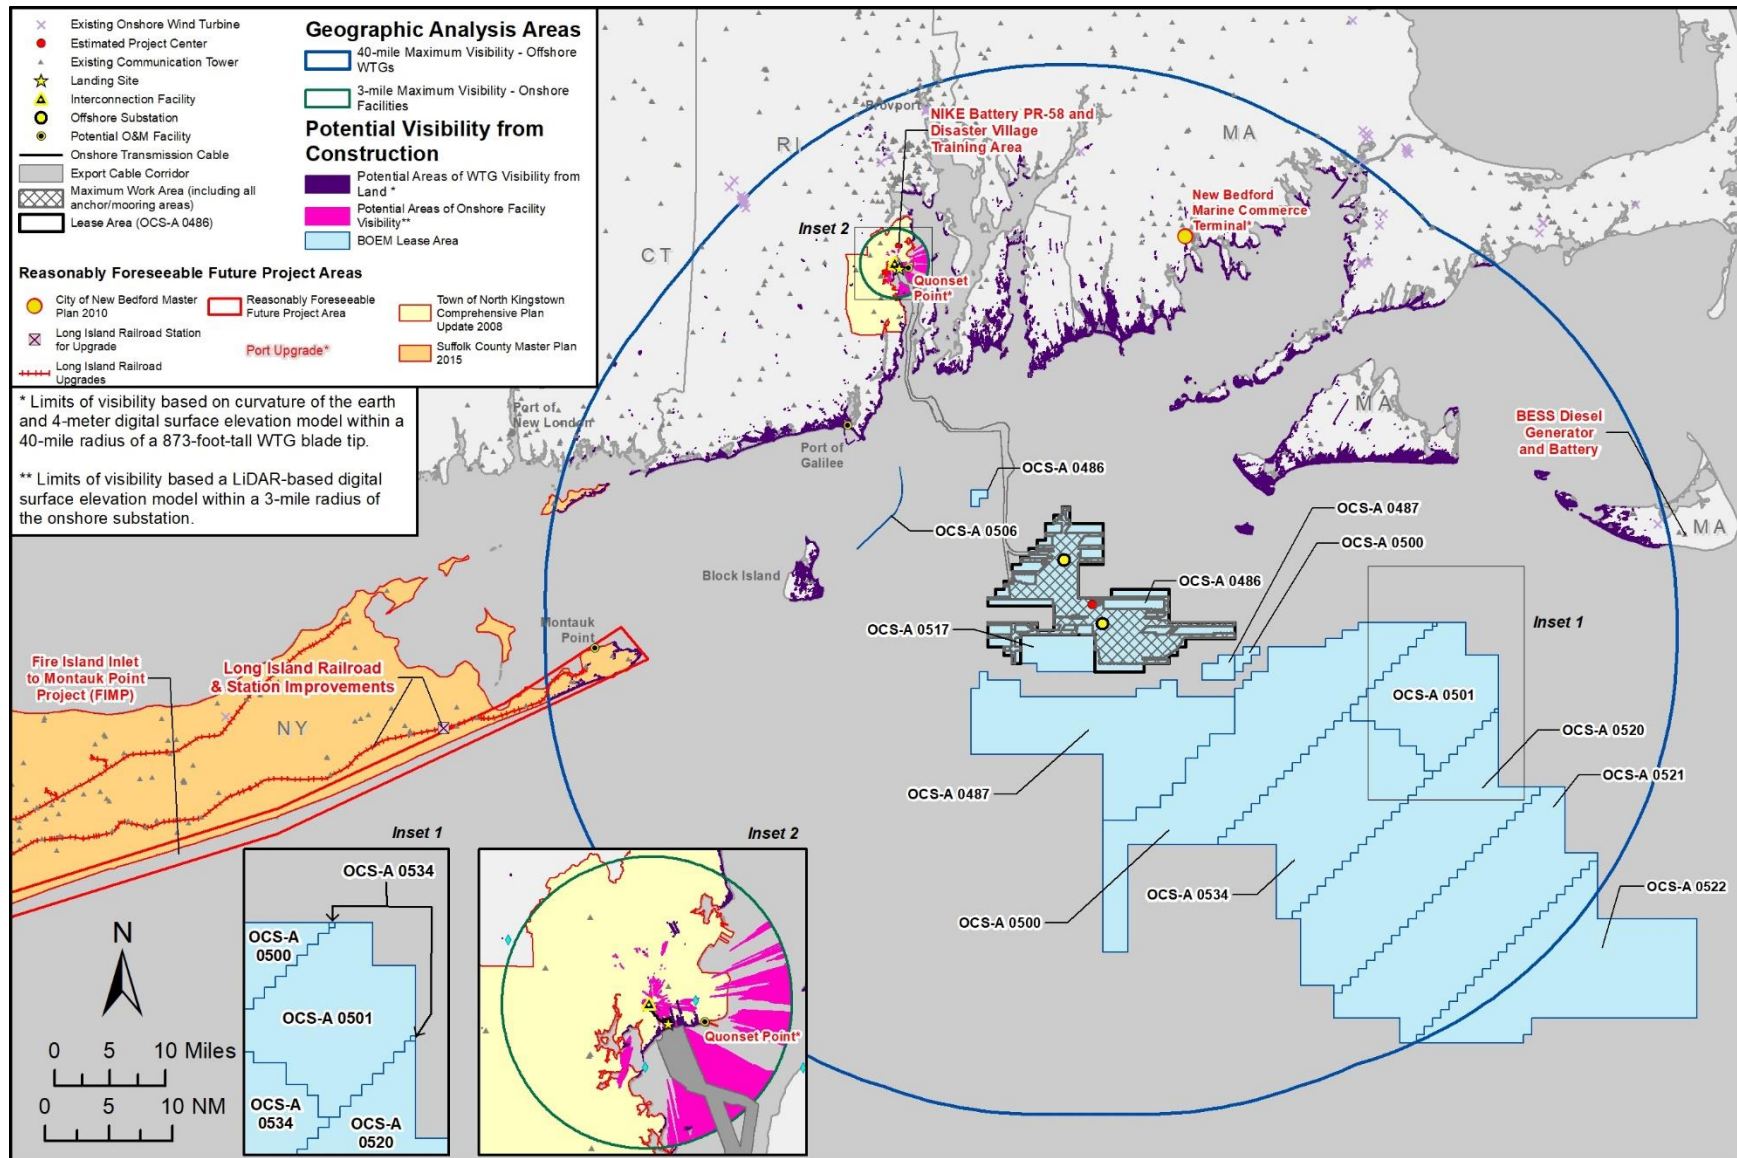 Existing Onshore Wind Turbine
Estimated Project Center
Existing Communication Tower
Landing Site
Interconnection Facility
Offshore Substation
Potential O&M Facility
Onshore Transmission Cable
Export Cable Corridor
Maximum Work Area (including all
anchor/mooring areas)
Lease Area (OCS-A 0486)
Geographic Analysis Areas
40-mile Maximum Visibility - Offshore
WTGs
3-mile Maximum Visibility - Onshore
Facilities
Potential Visibility from
Construction
Potential Areas of WTG Visibility from
Land *
Potential Areas of Onshore Facility
Visibility**
BOEM Lease Area
Reasonably Foreseeable Future Project Areas
City of New Bedford Master
Plan 2010
Long Island Railroad Station
for Upgrade
Long Island Railroad
Upgrades
Reasonably Foreseeable
Future Project Area
Port Upgrade*
Town of North Kingstown
Comprehensive Plan
Update 2008
Suffolk County Master Plan
2015
* Limits of visibility based on curvature of the earth
and 4-meter digital surface elevation model within a
40-mile radius of a 873-foot-tall WTG blade tip.
** Limits of visibility based a LiDAR-based digital
surface elevation model within a 3-mile radius of
the onshore substation.
Provport
NIKE Battery PR-58 and
Disaster Village
Training Area
MA
RI
CT
Inset 2
New Bedford
Marine Commerce
Terminal*
Quonset
Point*
Port of
New London
Port of
Galilee
MA
BESS Diesel
Generator
and Battery
MA
OCS-A 0486
OCS-A 0506
OCS-A 0487
OCS-A 0500
Block Island
OCS-A 0486
OCS-A 0517
Inset 1
Montauk
Point
Fire Island Inlet
to Montauk Point
Project (FIMP)
Long Island Railroad
& Station Improvements
NY
OCS-A 0501
OCS-A 0520
OCS-A 0521
OCS-A 0487
OCS-A 0534
OCS-A 0522
OCS-A 0500
Inset 1
OCS-A 0534
OCS-A
0500
OCS-A 0501
OCS-A
0534
OCS-A
0520
Inset 2
Quonset Point*
N
0 5 10 Miles
0 5 10 NM